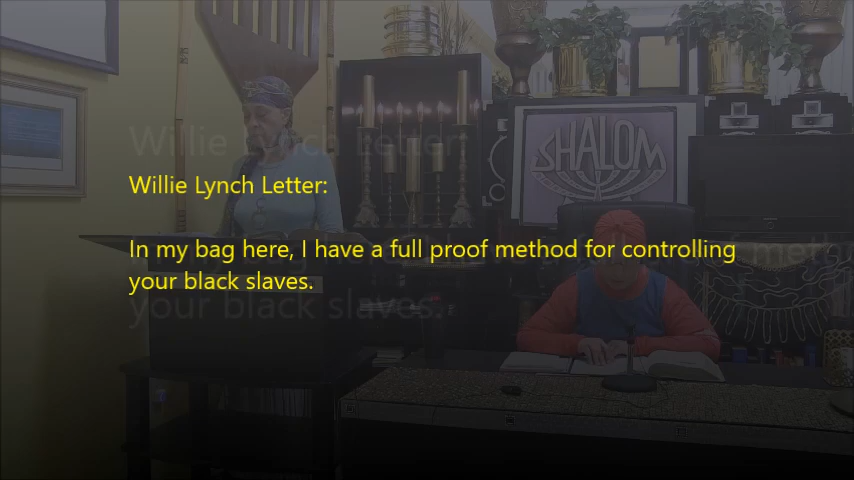 Willie Lynch Letter:
In my bag here, I have a full proof method for controlling
your black slaves.
SHALOM